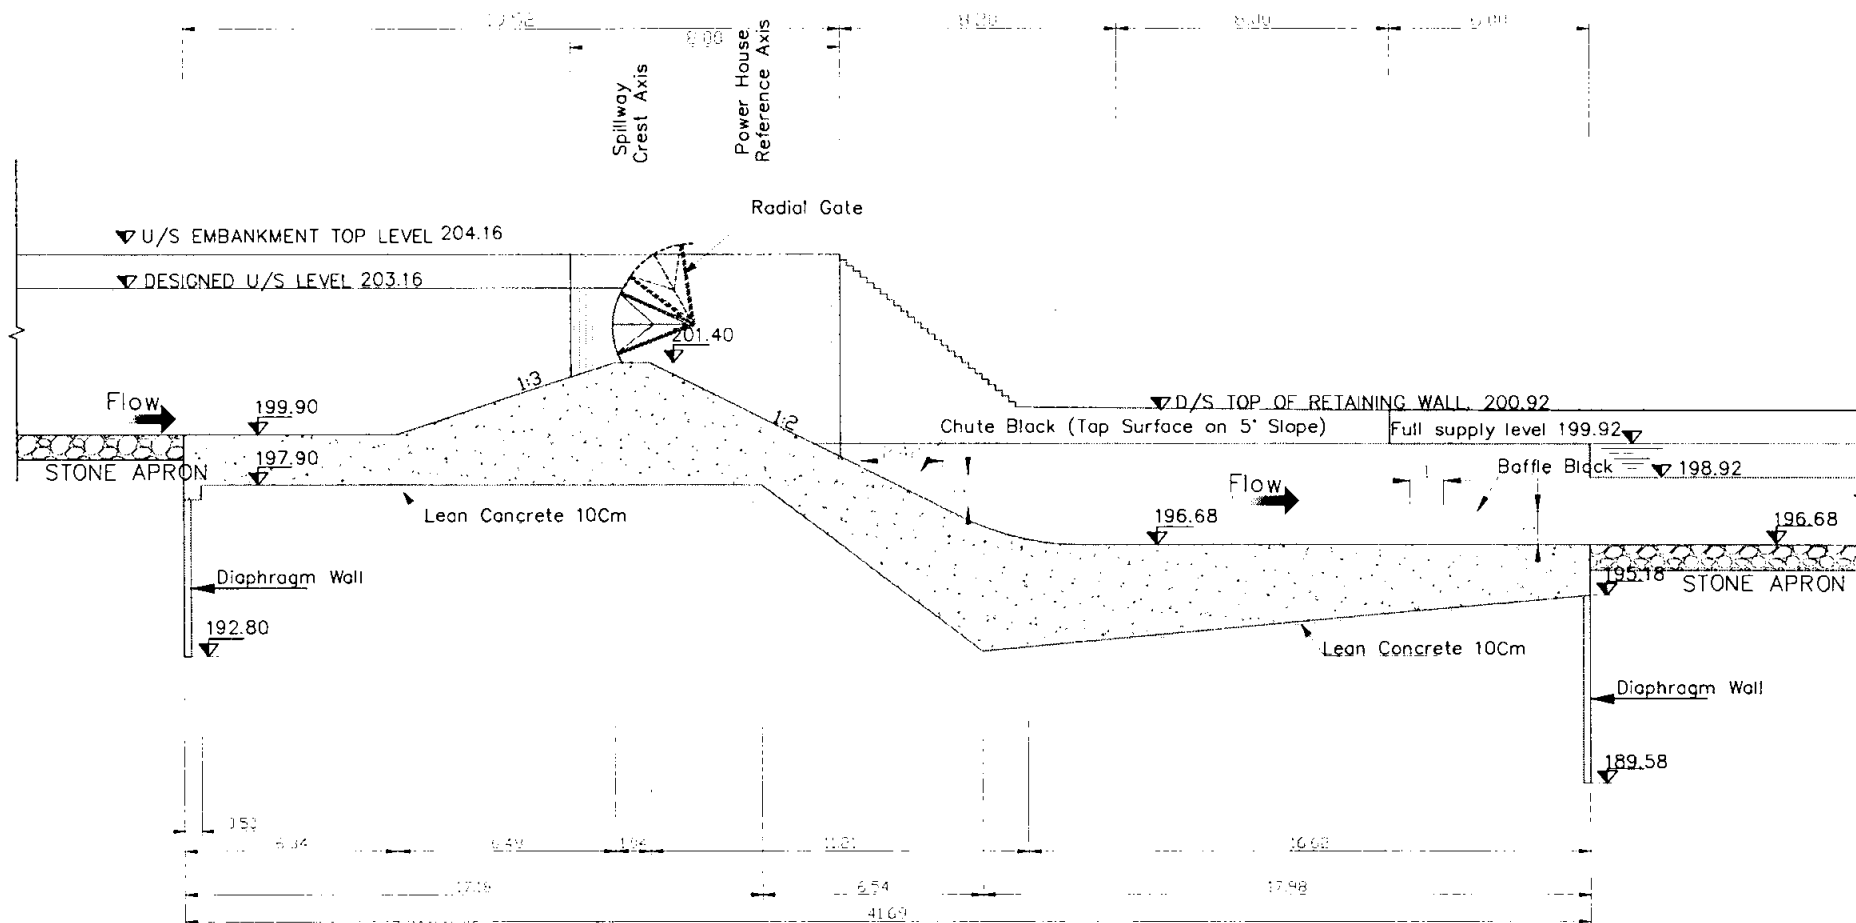 8.00
Spillway
Crest Axis
Power House
Reference Axis
Radial Gate
U/S EMBANKMENT TOP LEVEL 204.16
DESIGNED U/S LEVEL 203.16
201.40
1:3
1:2
Flow
199.90
STONE APRON
197.90
Lean Concrete 10Cm
D/S TOP OF RETAINING WALL, 200.92
Chute Black (Tap Surface on 5° Slope)
Full supply level 199.92
198.92
Baffle Black
Flow
196.68
196.68
195.18
STONE APRON
Diaphragm Wall
192.80
Lean Concrete 10Cm
Diaphragm Wall
189.58
6.54
17.98
41.69